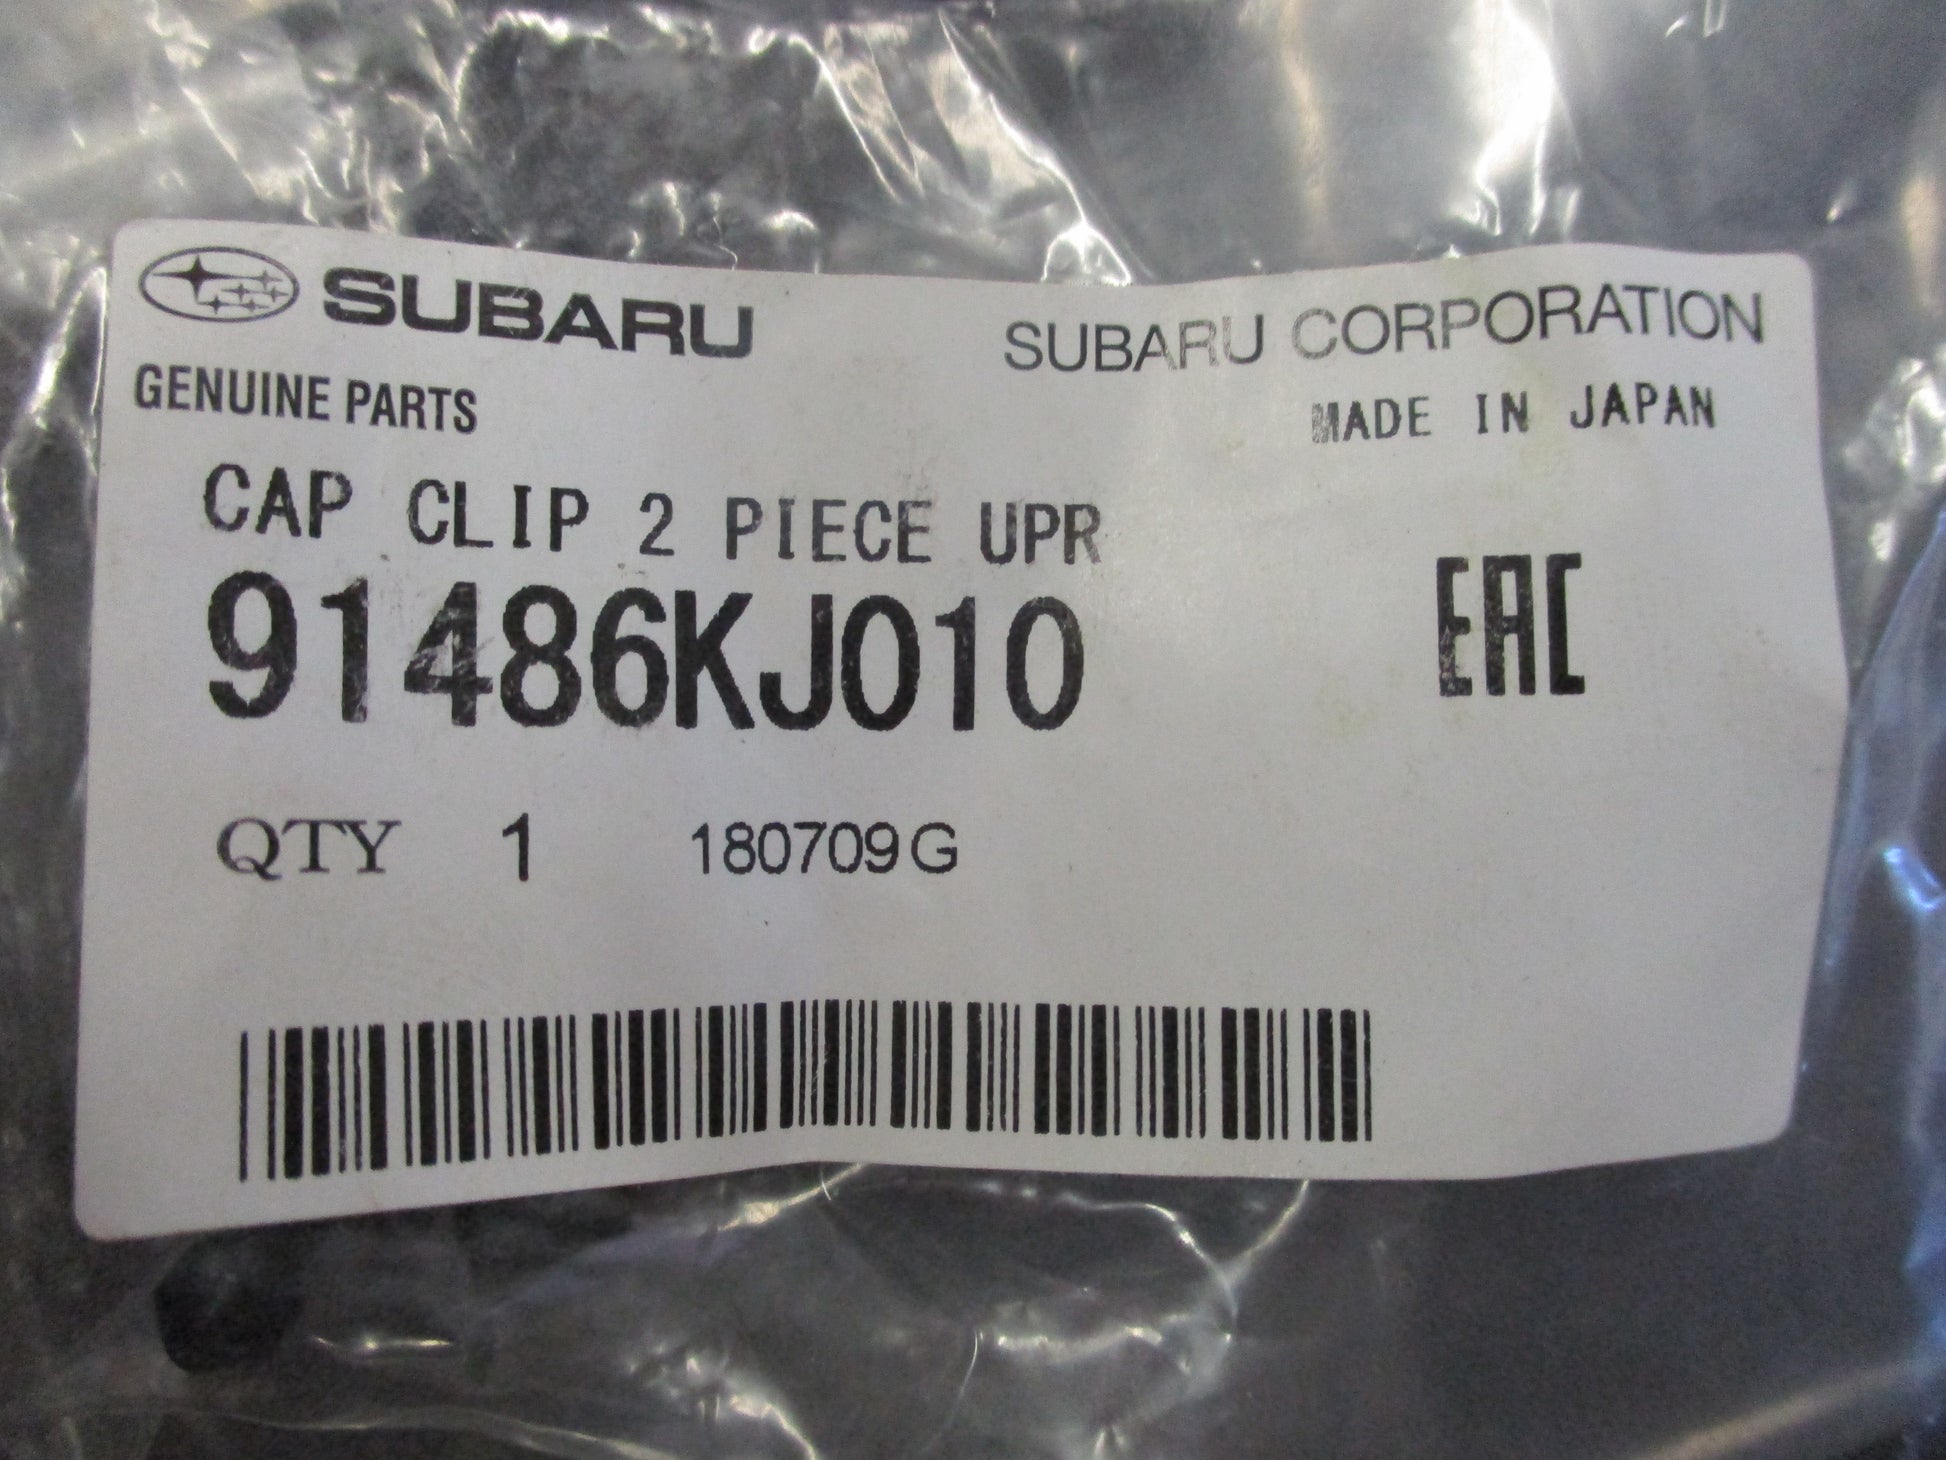 SUBARU
SUBARU CORPORATION
GENUINE PARTS
MADE IN JAPAN
CAP CLIP 2 PIECE UPR
91486KJ010
EAC
QTY 1 180709G